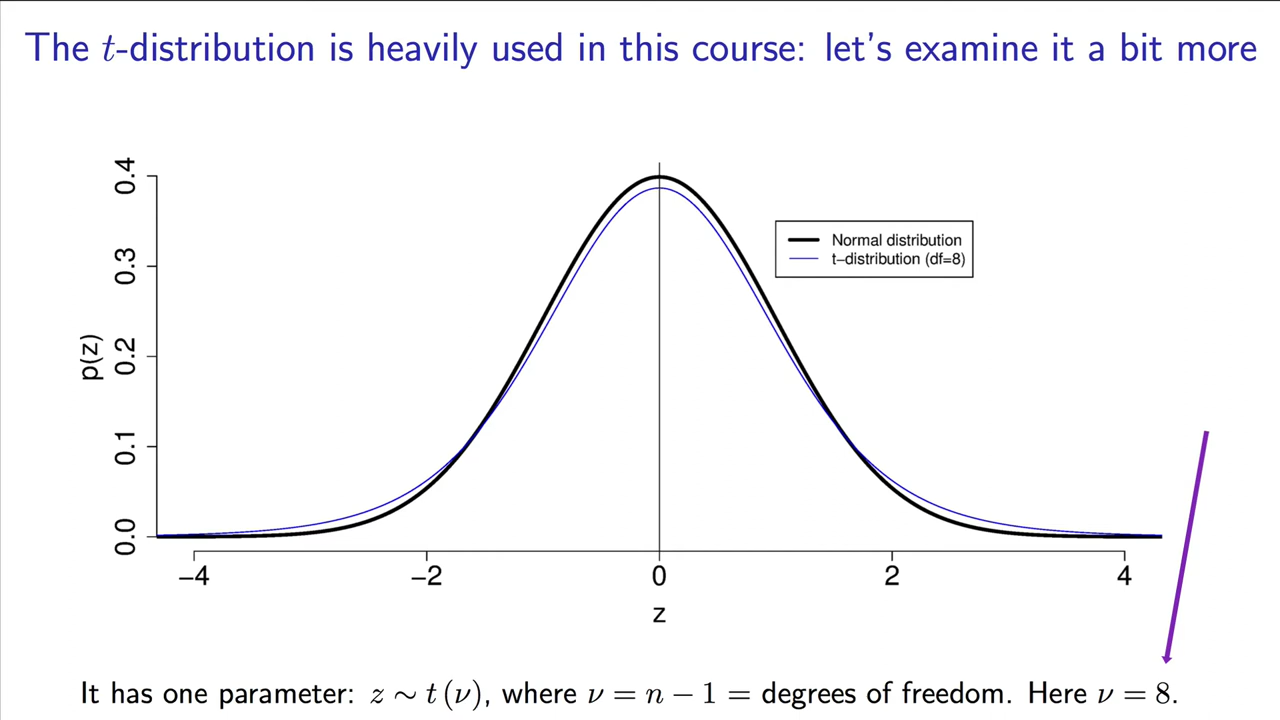 The t-distribution is heavily used in this course: let's examine it a bit more
0.4
0.3
0.2
0.1
0.0
p(z)
Normal distribution
t−distribution (df=8)
−4 −2 0 2 4
z
It has one parameter: z ∼ t (ν), where ν = n − 1 = degrees of freedom. Here ν = 8.